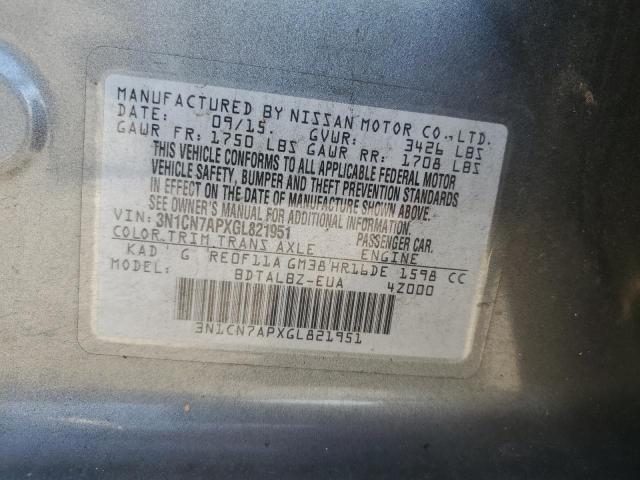 MANUFACTURED BY NISSAN MOTOR CO.,LTD.
DATE: 09/15. GVWR: 3426 LBS
GAWR FR: 1750 LBS GAWR RR: 1708 LBS
THIS VEHICLE CONFORMS TO ALL APPLICABLE FEDERAL MOTOR
VEHICLE SAFETY, BUMPER AND THEFT PREVENTION STANDARDS
IN EFFECT ON THE DATE OF MANUFACTURE SHOWN ABOVE.
SEE OWNER'S MANUAL FOR ADDITIONAL INFORMATION.
VIN: 3N1CN7APXGL821951 PASSENGER CAR.
COLOR TRIM TRANS AXLE ENGINE
KAD G RE0F11A GM38 HR16DE 1598 CC
MODEL: BDTALBZ-EUA 4Z000
3N1CN7APXGL821951